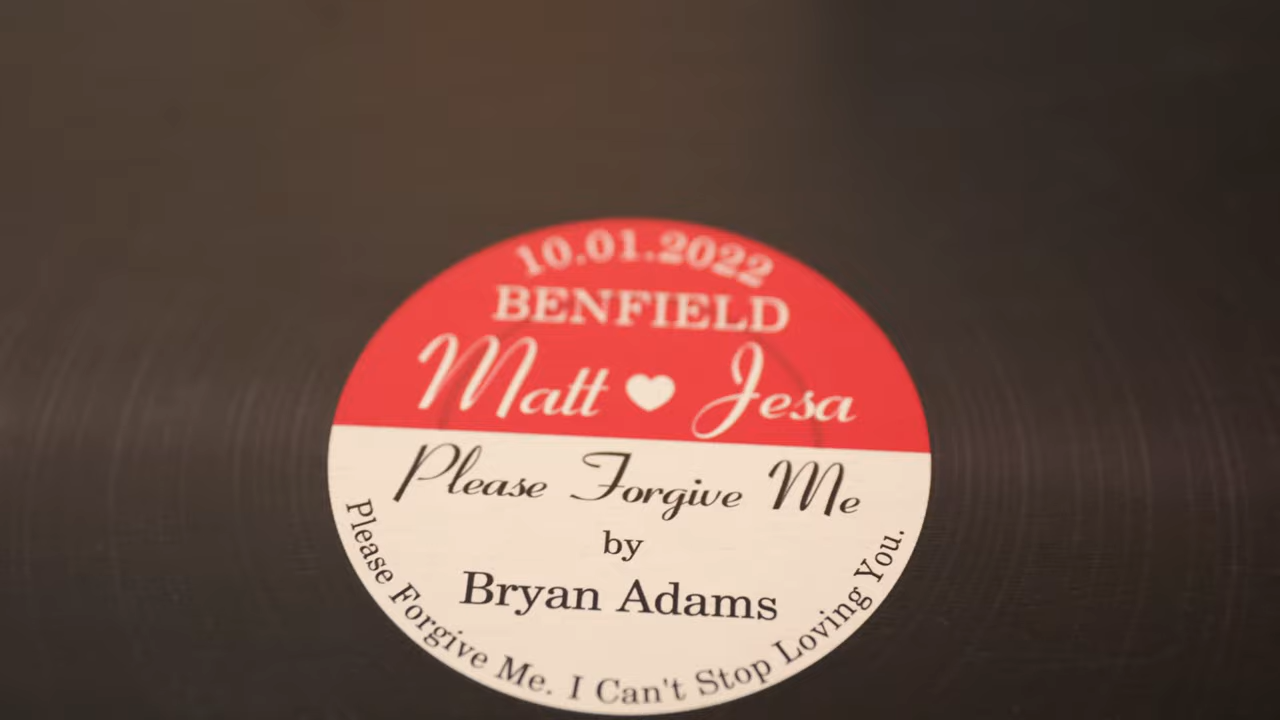 10.01.2022
BENFIELD
Matt ♥ Jesa
Please Forgive Me
by
Bryan Adams
Please Forgive Me. I Can't Stop Loving You.